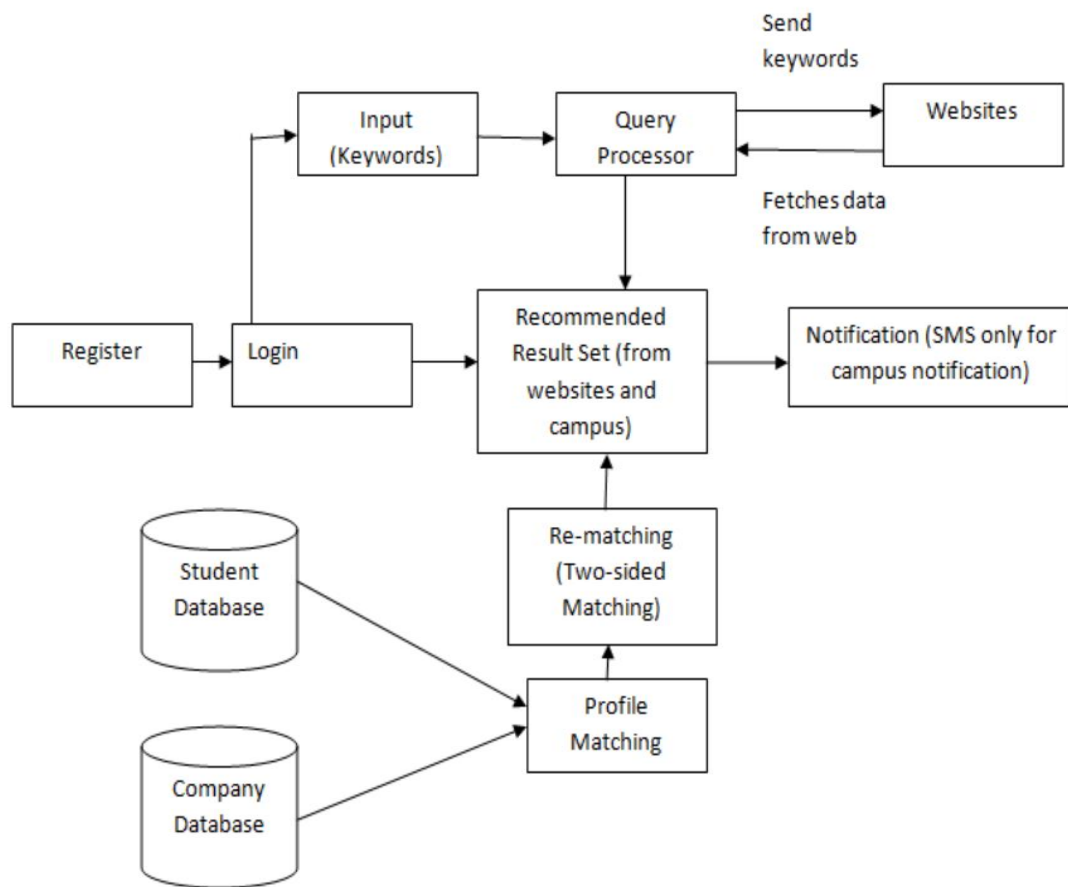 Send
keywords
Input
(Keywords)
Query
Processor
Websites
Fetches data
from web
Register
Login
Recommended
Result Set (from
websites and
campus)
Notification (SMS only for
campus notification)
Re-matching
(Two-sided
Matching)
Student
Database
Profile
Matching
Company
Database